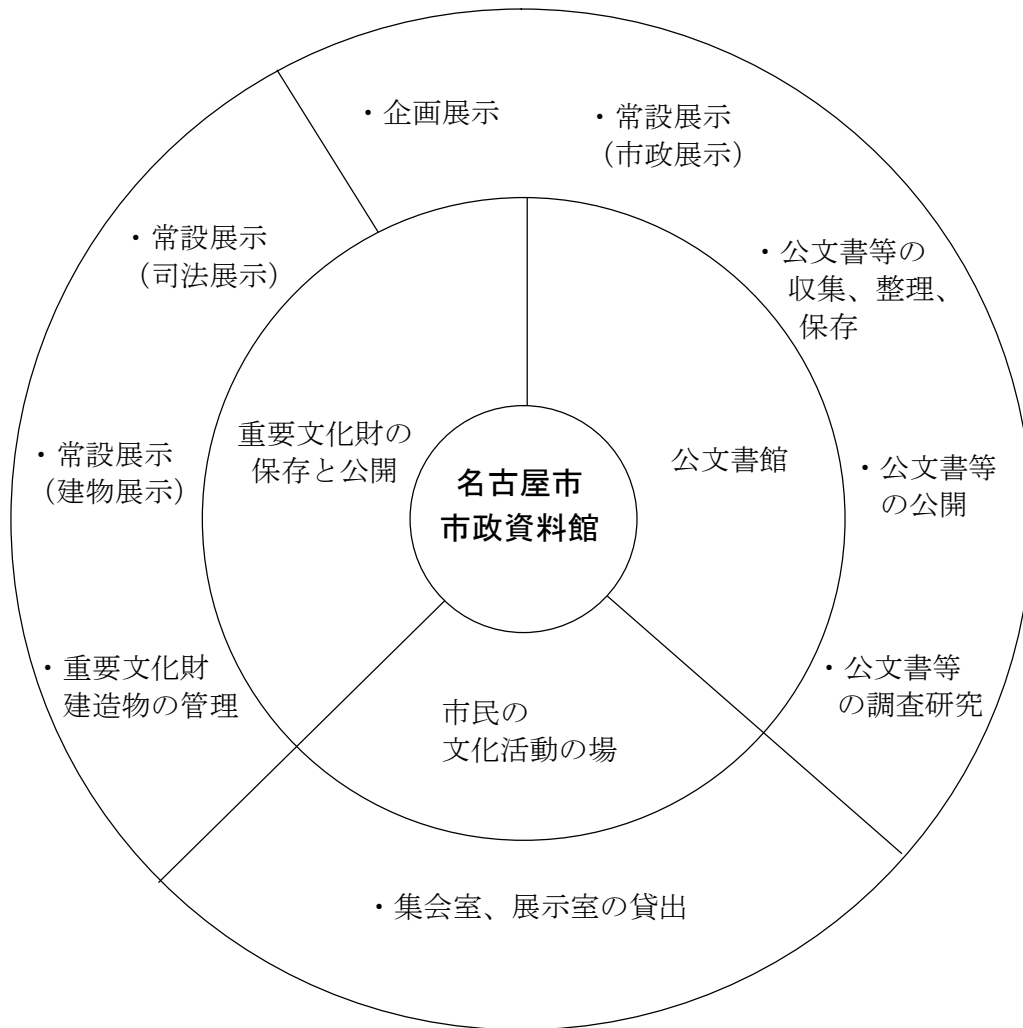 ・企画展示
・常設展示
（市政展示）
・常設展示
（司法展示）
・公文書等の
収集、整理、
保存
・常設展示
（建物展示）
重要文化財の
保存と公開
名古屋市
市政資料館
公文書館
・公文書等
の公開
・重要文化財
建造物の管理
市民の
文化活動の場
・公文書等
の調査研究
・集会室、展示室の貸出